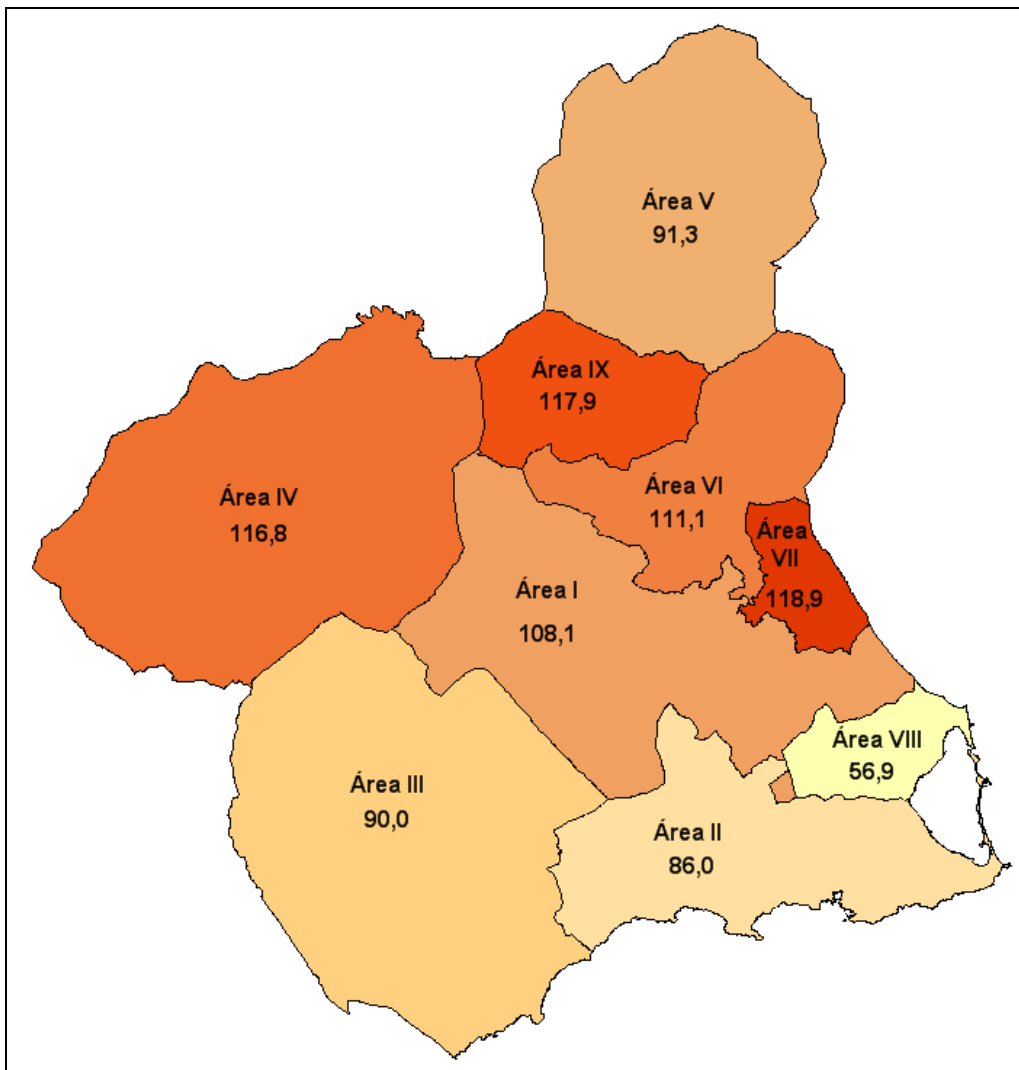 Área V
91,3
Área IX
117,9
Área IV
116,8
Área VI
111,1
Área
VII
118,9
Área I
108,1
Área VIII
56,9
Área III
90,0
Área II
86,0